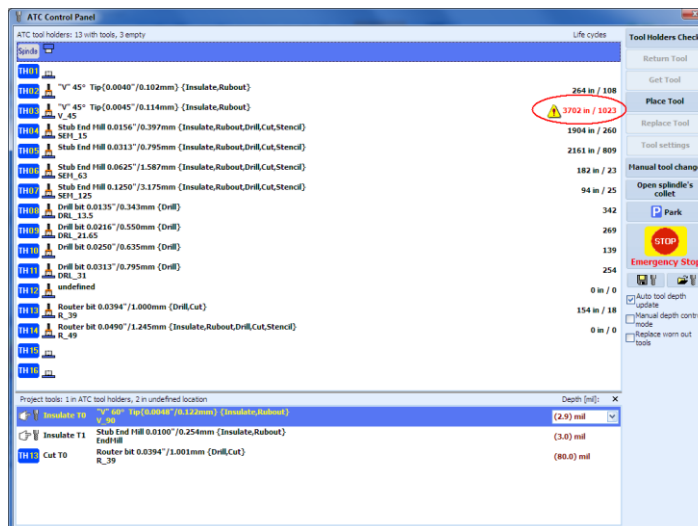 ATC Control Panel
ATC tool holders: 13 with tools, 3 empty
Life cycles
Spindle
TH01
TH02 "V" 45° Tip{0.0040"/0.102mm} {Insulate,Rubout}
264 in / 108
TH03 "V" 45° Tip{0.0045"/0.114mm} {Insulate,Rubout}
V_45
3702 in / 1023
TH04 Stub End Mill 0.0156"/0.397mm {Insulate,Rubout,Drill,Cut,Stencil}
SEM_15
1904 in / 260
TH05 Stub End Mill 0.0313"/0.795mm {Insulate,Rubout,Drill,Cut,Stencil}
2161 in / 809
TH06 Stub End Mill 0.0625"/1.587mm {Insulate,Rubout,Drill,Cut,Stencil}
SEM_63
182 in / 23
TH07 Stub End Mill 0.1250"/3.175mm {Insulate,Rubout,Drill,Cut,Stencil}
SEM_125
94 in / 25
TH08 Drill bit 0.0135"/0.343mm {Drill}
DRL_13.5
342
TH09 Drill bit 0.0216"/0.550mm {Drill}
DRL_21.65
269
TH10 Drill bit 0.0250"/0.635mm {Drill}
139
TH11 Drill bit 0.0313"/0.795mm {Drill}
DRL_31
254
TH12 undefined
0 in / 0
TH13 Router bit 0.0394"/1.000mm {Drill,Cut}
R_39
154 in / 18
TH14 Router bit 0.0490"/1.245mm {Insulate,Rubout,Drill,Cut,Stencil}
R_49
0 in / 0
TH15
TH16
Project tools: 1 in ATC tool holders, 2 in undefined location
Depth [mil]:
Insulate T0 "V" 60° Tip{0.0048"/0.122mm} {Insulate,Rubout}
V_90
(2.9) mil
Insulate T1 Stub End Mill 0.0100"/0.254mm {Insulate,Rubout}
EndMill
(3.0) mil
TH13 Cut T0 Router bit 0.0394"/1.001mm {Drill,Cut}
R_39
(80.0) mil
Tool Holders Check
Return Tool
Get Tool
Place Tool
Replace Tool
Tool settings
Manual tool change
Open splindle's
collet
P Park
STOP
Emergency Stop
Auto tool depth
update
Manual depth contr
mode
Replace worn out
tools